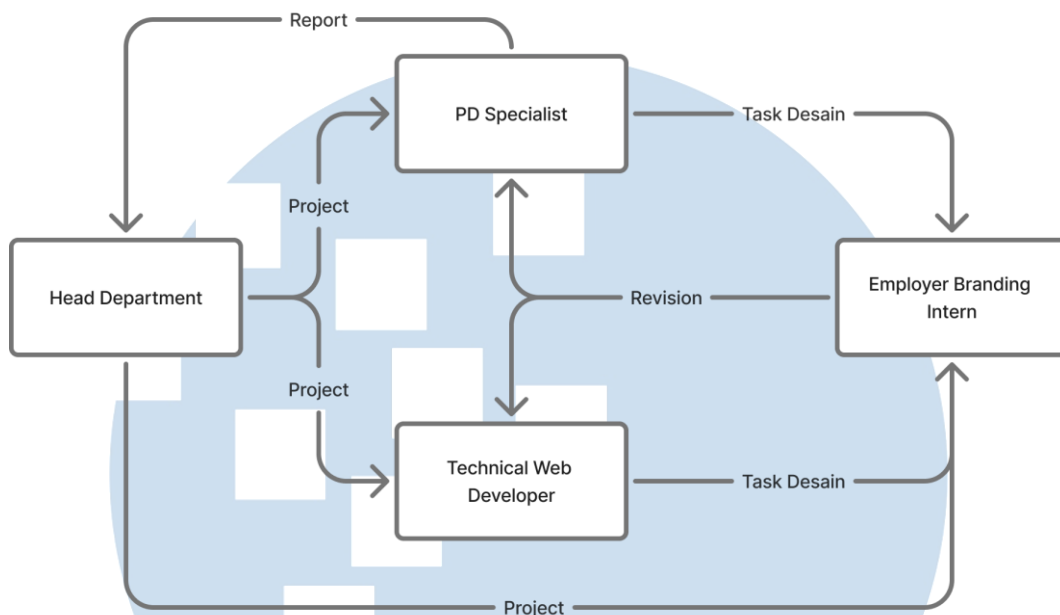 Report
PD Specialist
Task Desain
Project
Head Department
Revision
Employer Branding
Intern
Project
Technical Web
Developer
Task Desain
Project